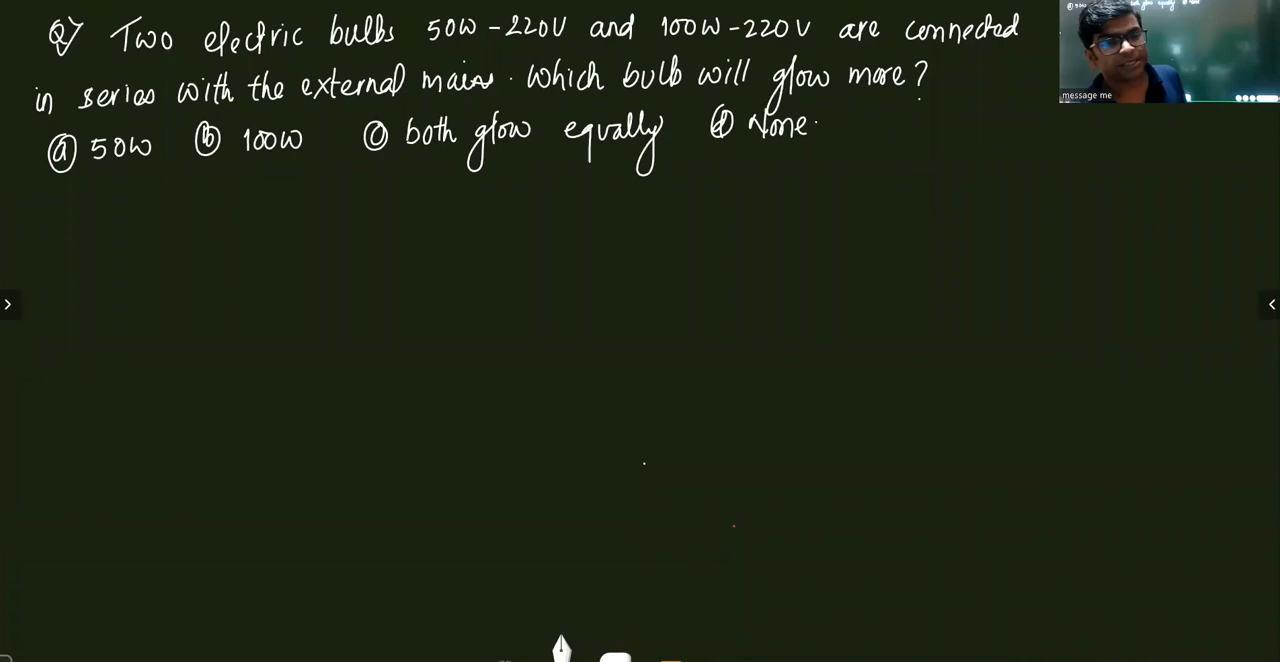 Q) Two electric bulbs 50W-220V and 100W-220V are connected
in series with the external mains. Which bulb will glow more?
(a) 50W (b) 100W (c) both glow equally (d) None.
message me